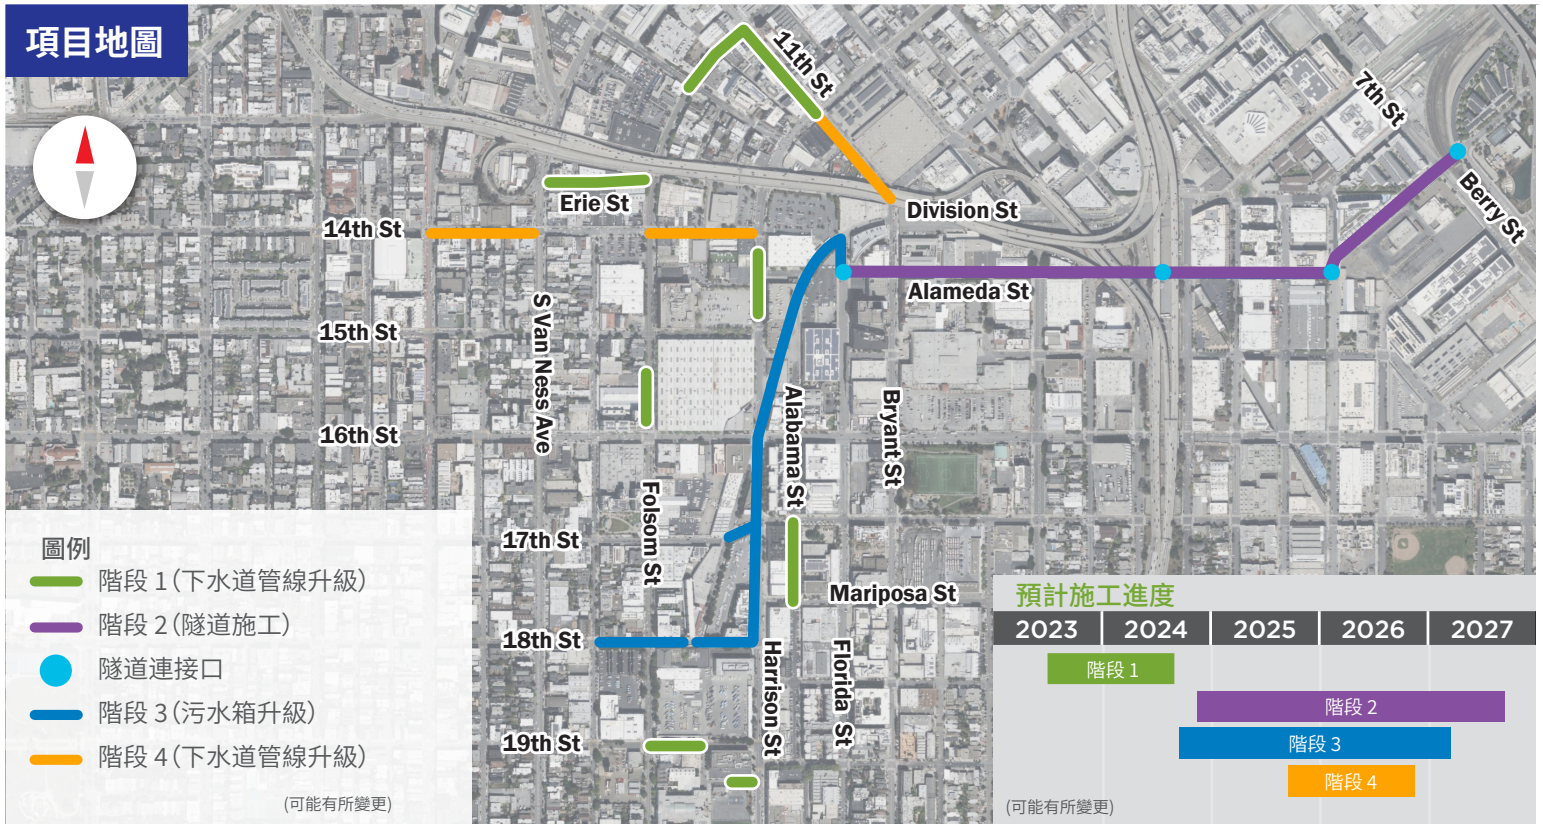 項目地圖
11th St
7th St
Erie St
Berry St
14th St
Division St
Alameda St
15th St
S Van Ness Ave
16th St
Alabama St
Bryant St
Folsom St
17th St
Mariposa St
18th St
Harrison St
Florida St
19th St
圖例
階段 1 (下水道管線升級)
階段 2 (隧道施工)
隧道連接口
階段 3 (污水箱升級)
階段 4 (下水道管線升級)
(可能有所變更)
預計施工進度
2023 2024 2025 2026 2027
階段 1
階段 2
階段 3
階段 4
(可能有所變更)